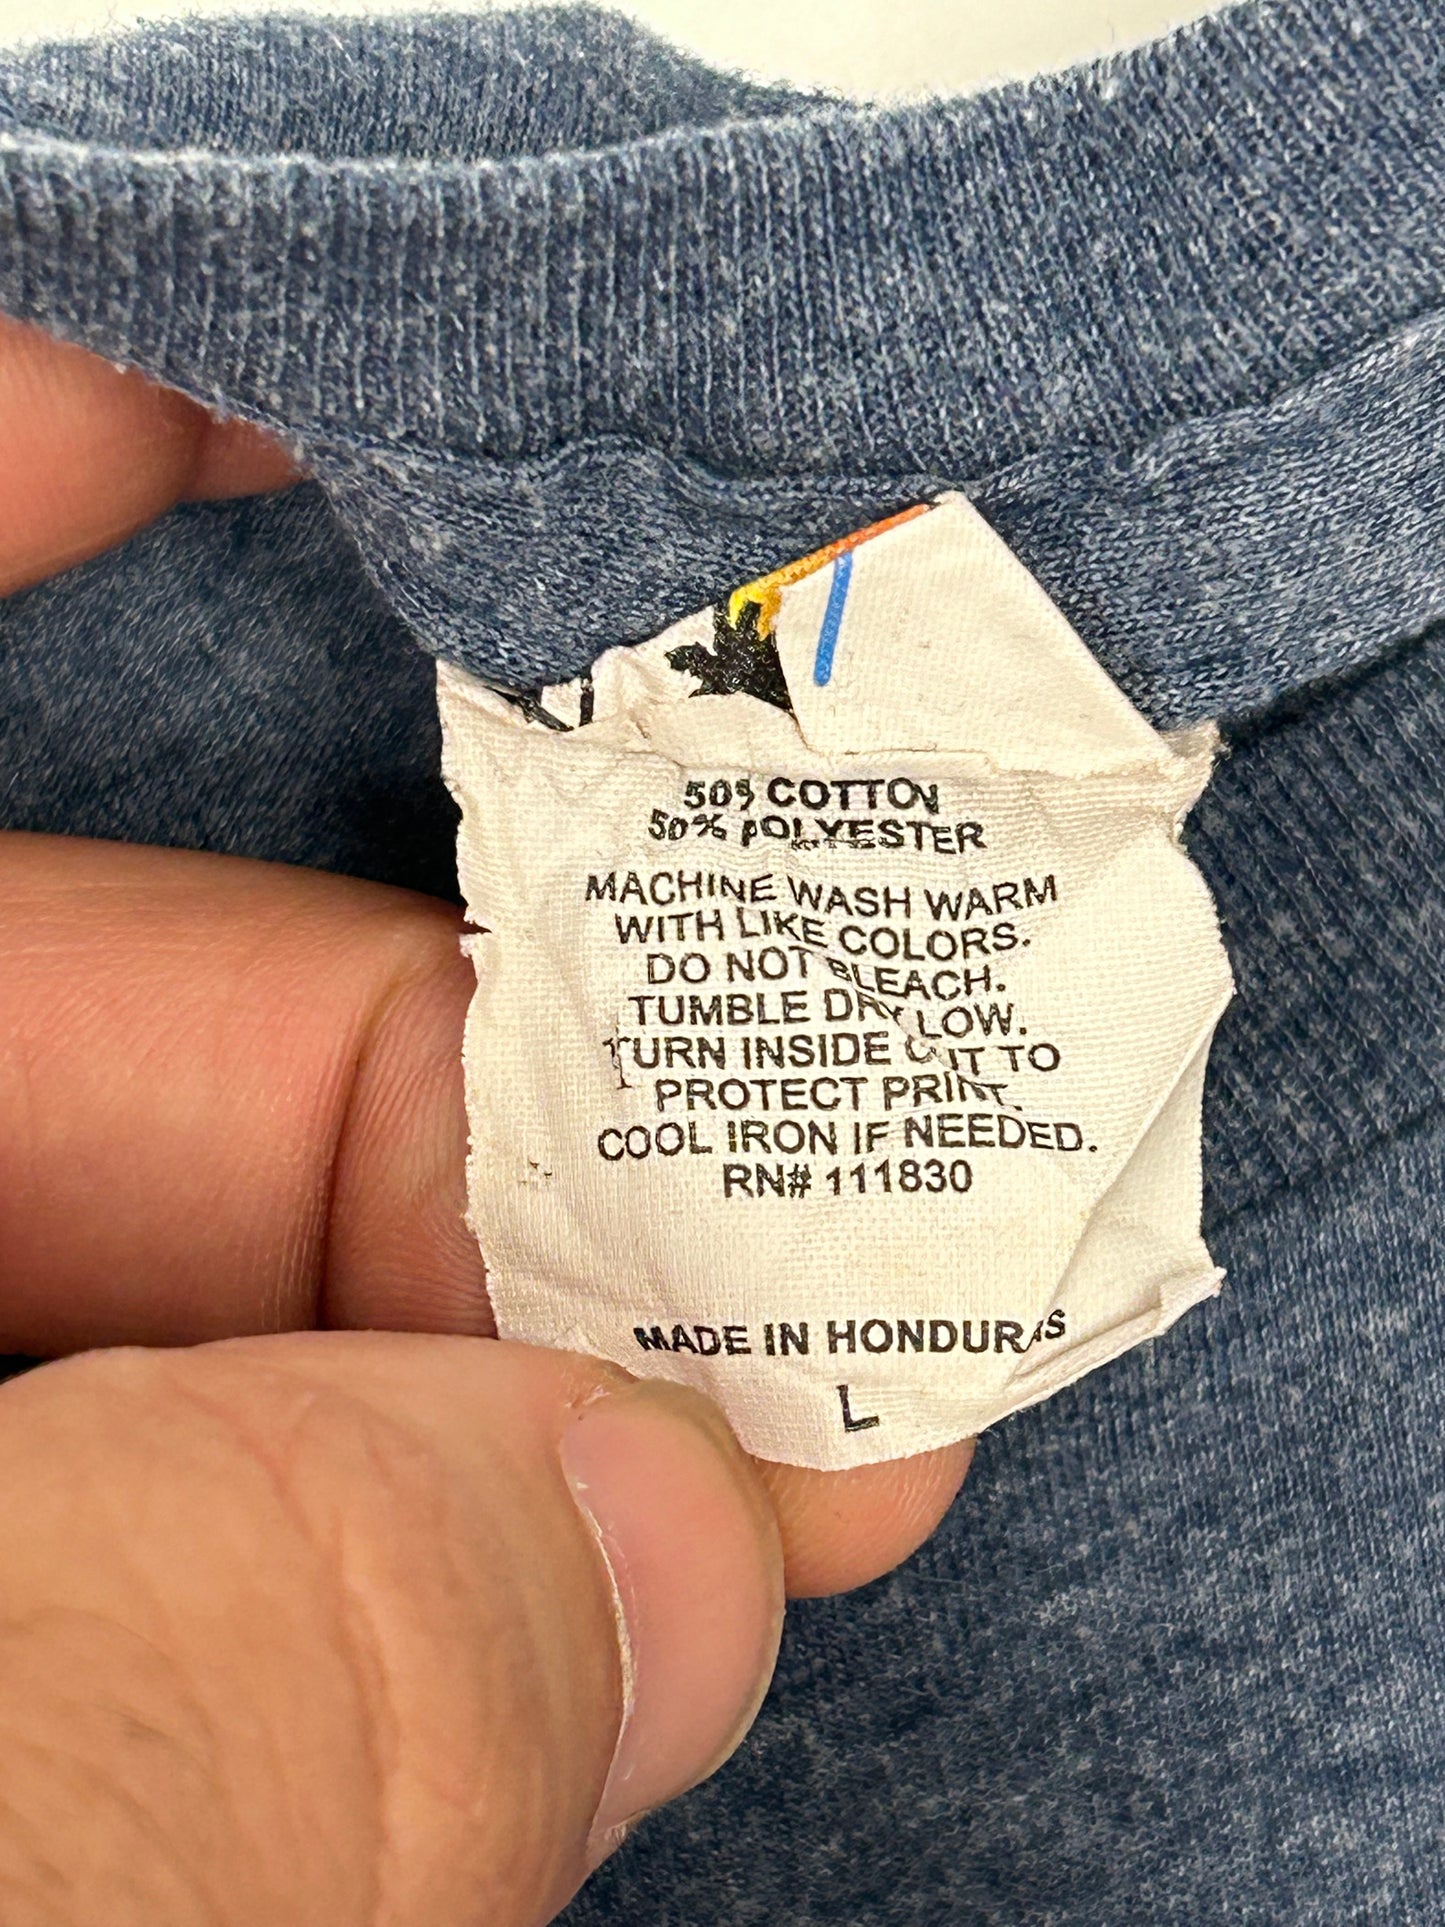 50% COTTON
50% POLYESTER
MACHINE WASH WARM
WITH LIKE COLORS.
DO NOT BLEACH.
TUMBLE DRY LOW.
TURN INSIDE OUT TO
PROTECT PRINT.
COOL IRON IF NEEDED.
RN# 111830
MADE IN HONDURAS
L